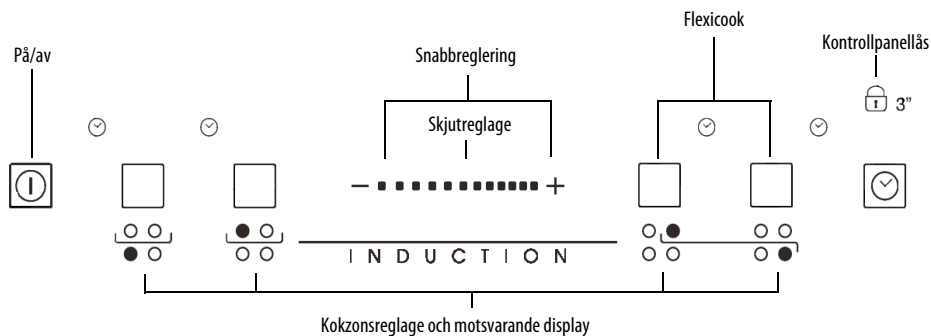 Flexicook
På/av
Snabbreglering
Kontrollpanellås
Skjutreglage
3”
– +
INDUCTION
Kokzonsreglage och motsvarande display